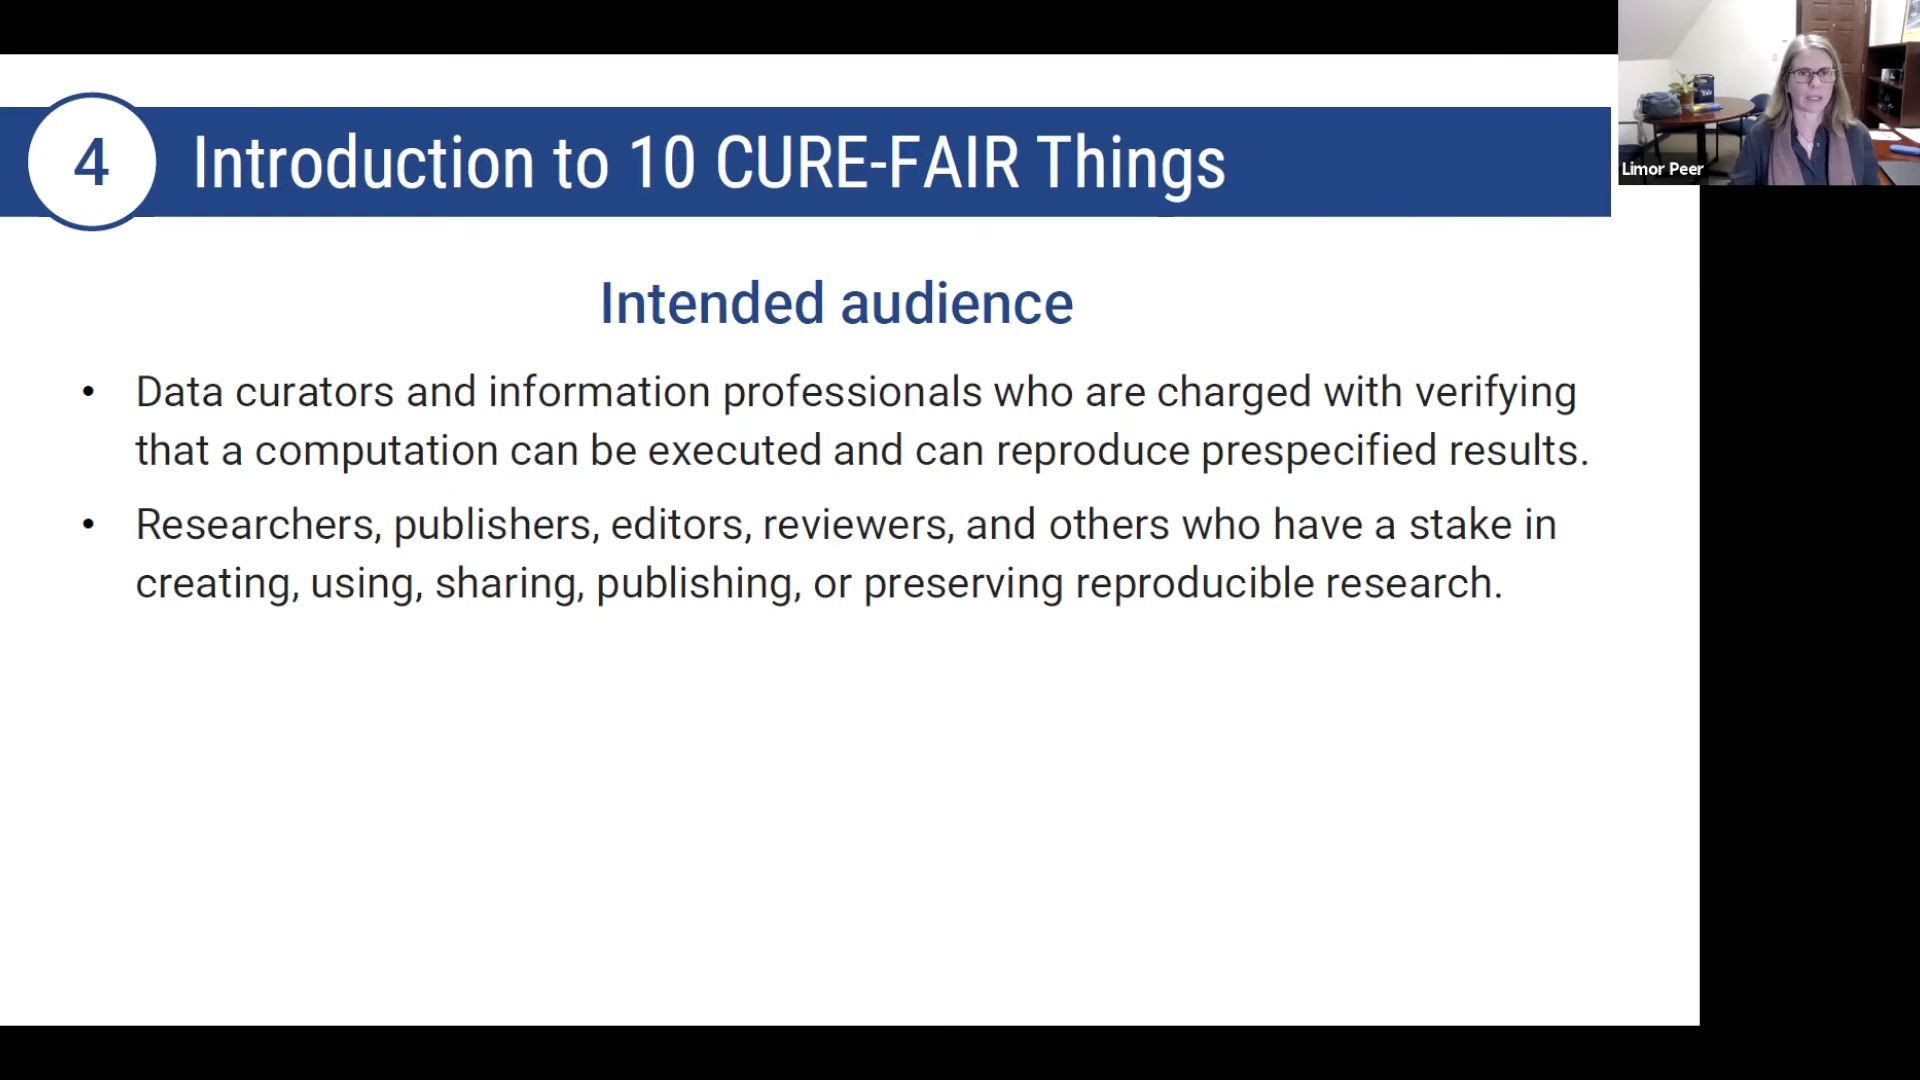 4
Introduction to 10 CURE-FAIR Things
Limor Peer
Intended audience
• Data curators and information professionals who are charged with verifying
that a computation can be executed and can reproduce prespecified results.
• Researchers, publishers, editors, reviewers, and others who have a stake in
creating, using, sharing, publishing, or preserving reproducible research.